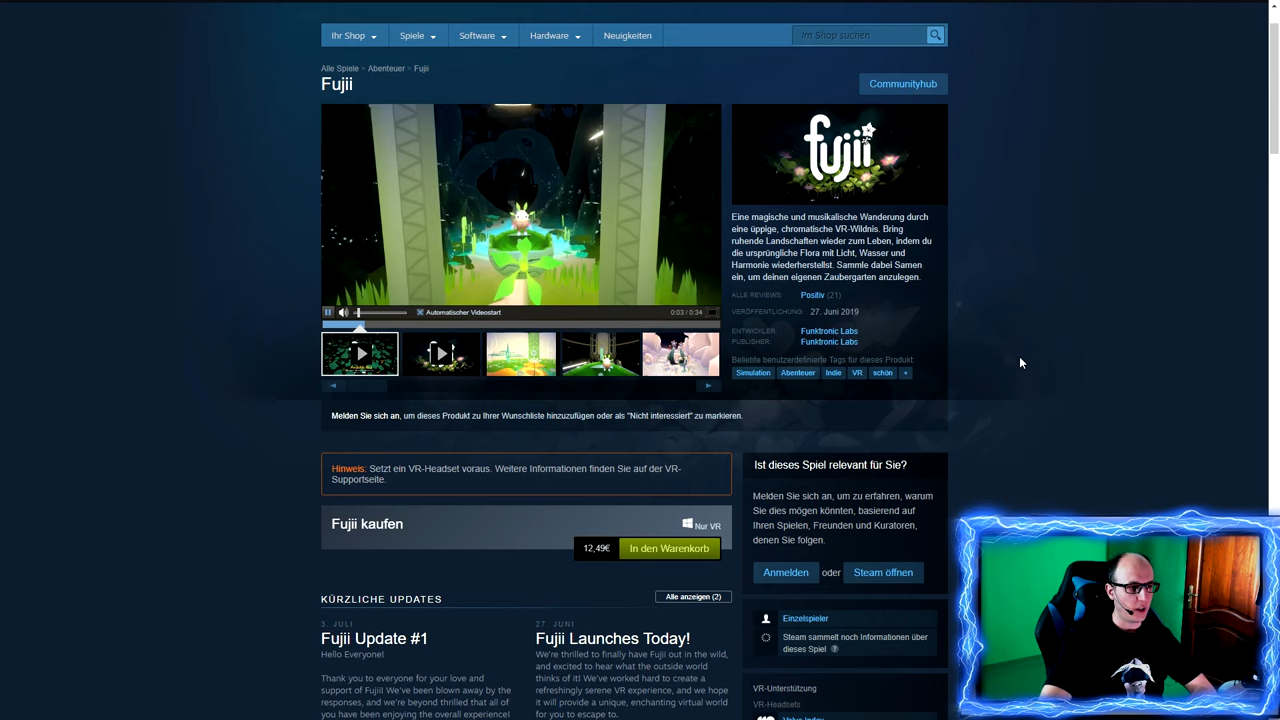 Ihr Shop Spiele Software Hardware Neuigkeiten Im Shop suchen
Alle Spiele > Abenteuer > Fujii
Fujii
Communityhub
fujii
Eine magische und musikalische Wanderung durch
eine üppige, chromatische VR-Wildnis. Bring
ruhende Landschaften wieder zum Leben, indem du
die ursprüngliche Flora mit Licht, Wasser und
Harmonie wiederherstellst. Sammle dabei Samen
ein, um deinen eigenen Zaubergarten anzulegen.
ALLE REVIEWS: Positiv (21)
VERÖFFENTLICHUNG: 27. Juni 2019
ENTWICKLER: Funktronic Labs
PUBLISHER: Funktronic Labs
Beliebte benutzerdefinierte Tags für dieses Produkt:
Simulation Abenteuer Indie VR schön +
Automatischer Videostart 0:03 / 0:34
Melden Sie sich an, um dieses Produkt zu Ihrer Wunschliste hinzuzufügen oder als "Nicht interessiert" zu markieren.
Hinweis: Setzt ein VR-Headset voraus. Weitere Informationen finden Sie auf der VR-
Supportseite.
Fujii kaufen
Nur VR
12,49€ In den Warenkorb
KÜRZLICHE UPDATES
Alle anzeigen (2)
3. JULI
Fujii Update #1
Hello Everyone!
Thank you to everyone for your love and
support of Fujii! We've been blown away by the
responses, and we're beyond thrilled that all of
you have been enjoying the overall experience!
27. JUNI
Fujii Launches Today!
We're thrilled to finally have Fujii out in the wild,
and excited to hear what the outside world
thinks of it! We've worked hard to create a
refreshingly serene VR experience, and we hope
it will provide a unique, enchanting virtual world
for you to escape to.
Ist dieses Spiel relevant für Sie?
Melden Sie sich an, um zu erfahren, warum
Sie dies mögen könnten, basierend auf
Ihren Spielen, Freunden und Kuratoren,
denen Sie folgen.
Anmelden oder Steam öffnen
Einzelspieler
Steam sammelt noch Informationen über
dieses Spiel ?
VR-Unterstützung
VR-Headsets
Valve Index